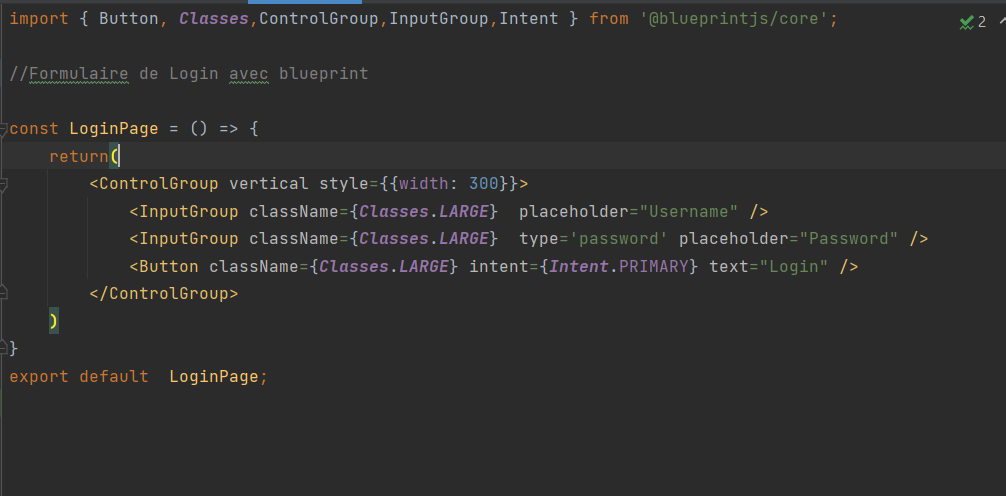 import { Button, Classes,ControlGroup,InputGroup,Intent } from '@blueprintjs/core';
2
//Formulaire de Login avec blueprint
const LoginPage = () => {
return(
<ControlGroup vertical style={{width: 300}}>
<InputGroup className={Classes.LARGE}  placeholder="Username" />
<InputGroup className={Classes.LARGE}  type='password' placeholder="Password" />
<Button className={Classes.LARGE} intent={Intent.PRIMARY} text="Login" />
</ControlGroup>
)
}
export default  LoginPage;